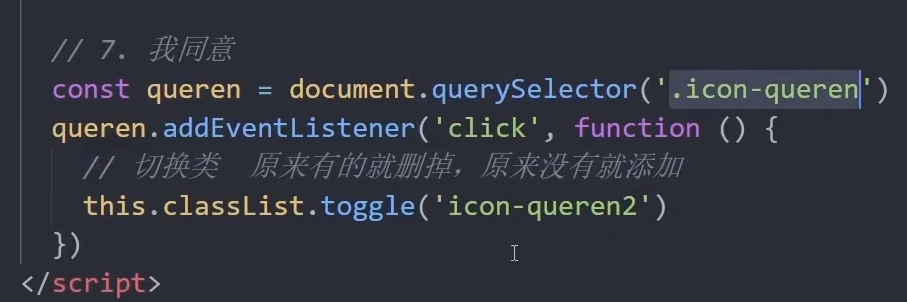 // 7. 我同意
const queren = document.querySelector('.icon-queren')
queren.addEventListener('click', function () {
// 切换类  原来有的就删掉，原来没有就添加
this.classList.toggle('icon-queren2')
})
</script>